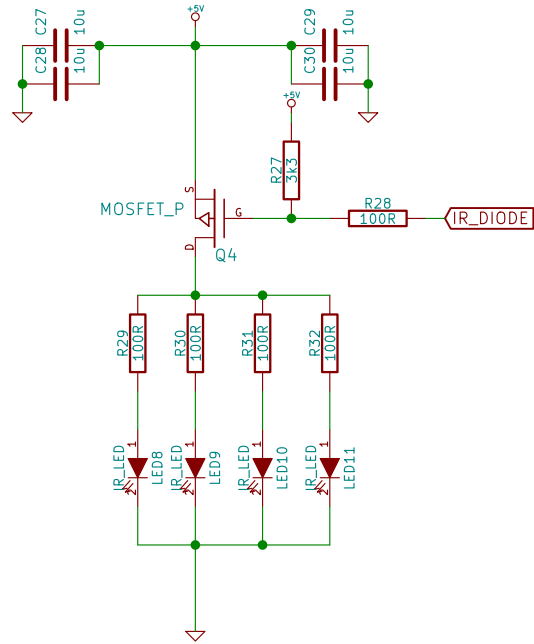 +5V
C27
10u
C28
10u
C29
10u
C30
10u
+5V
R27
3k3
MOSFET_P
S
G
D
Q4
R28
100R
IR_DIODE
R29
100R
R30
100R
R31
100R
R32
100R
1
IR_LED
LED8
2
1
IR_LED
LED9
2
1
IR_LED
LED10
2
1
IR_LED
LED11
2